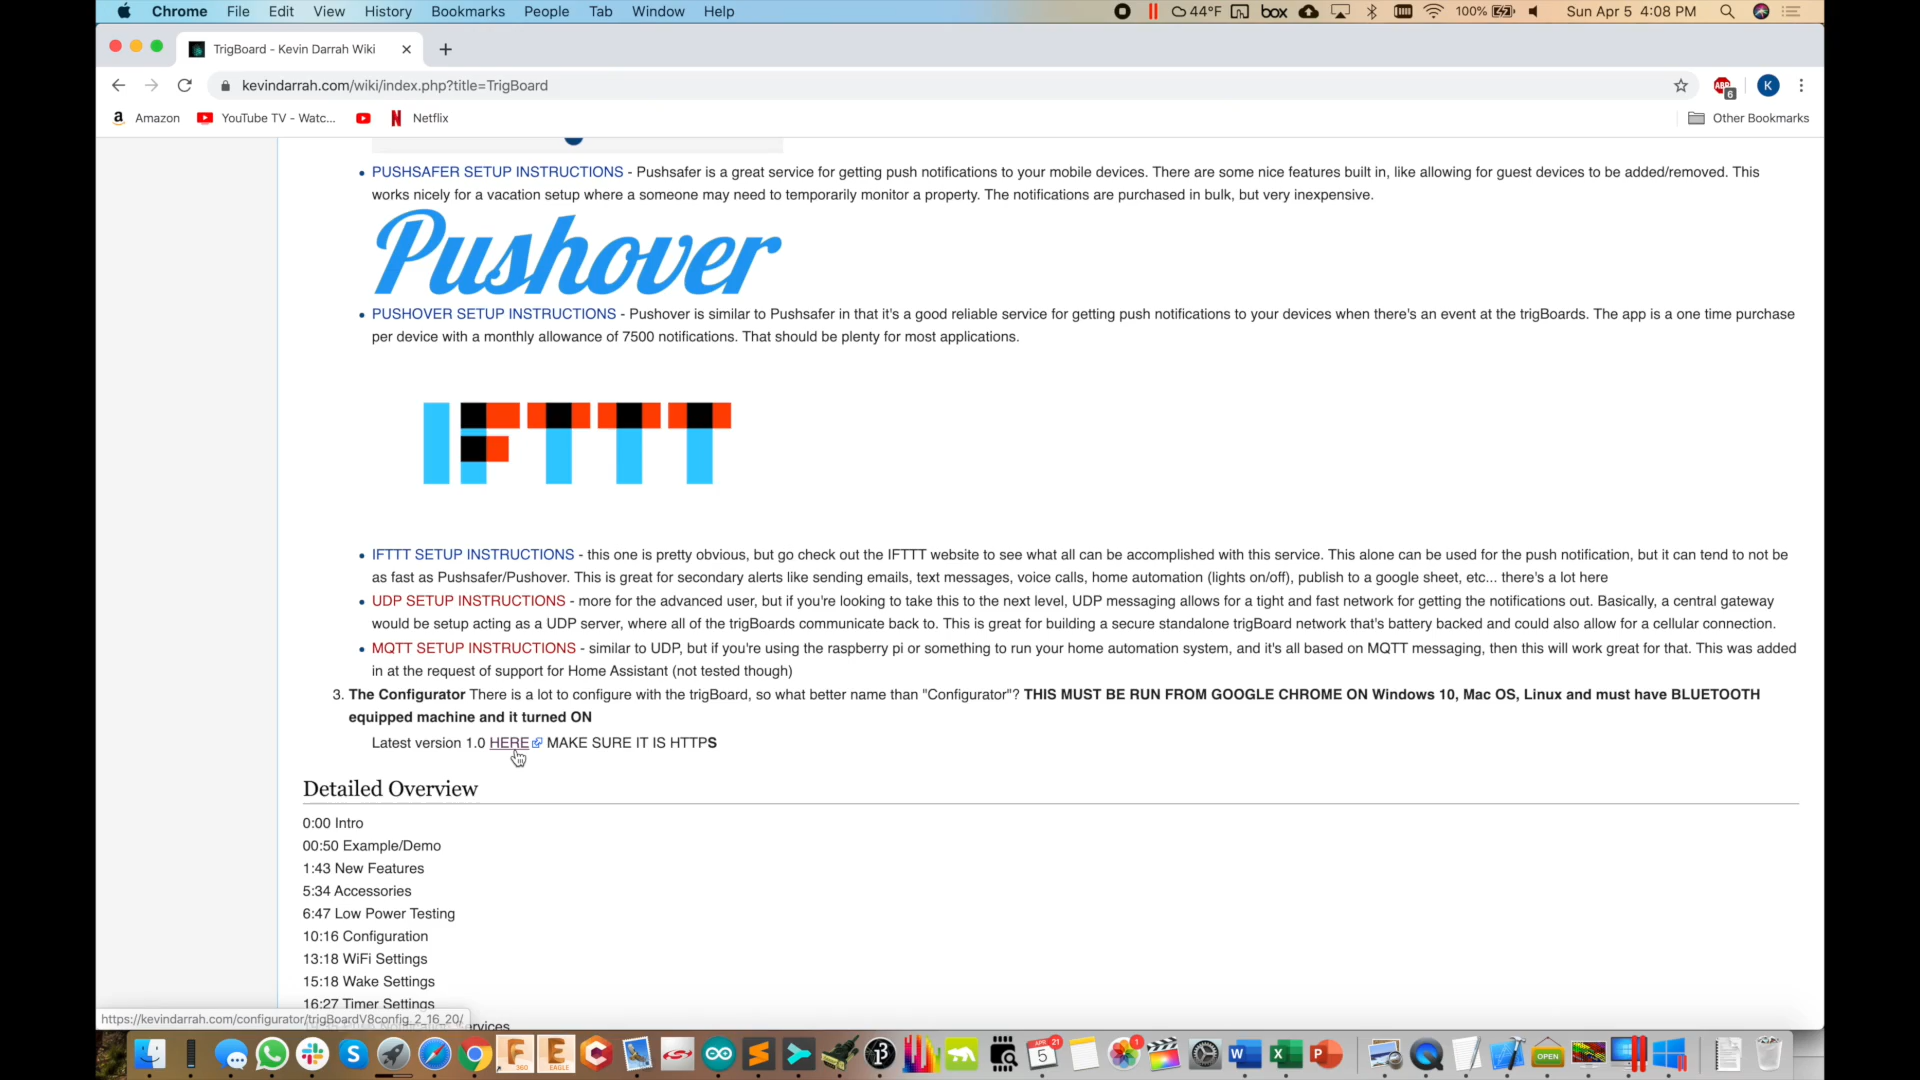 Chrome File Edit View History Bookmarks People Tab Window Help
44°F box 100% Sun Apr 5 4:08 PM
TrigBoard - Kevin Darrah Wiki
kevindarrah.com/wiki/index.php?title=TrigBoard
ABP
6
K
Amazon YouTube TV - Watc... Netflix Other Bookmarks
PUSHSAFER SETUP INSTRUCTIONS - Pushsafer is a great service for getting push notifications to your mobile devices. There are some nice features built in, like allowing for guest devices to be added/removed. This
works nicely for a vacation setup where a someone may need to temporarily monitor a property. The notifications are purchased in bulk, but very inexpensive.
Pushover
PUSHOVER SETUP INSTRUCTIONS - Pushover is similar to Pushsafer in that it's a good reliable service for getting push notifications to your devices when there's an event at the trigBoards. The app is a one time purchase
per device with a monthly allowance of 7500 notifications. That should be plenty for most applications.
IFTTT
IFTTT SETUP INSTRUCTIONS - this one is pretty obvious, but go check out the IFTTT website to see what all can be accomplished with this service. This alone can be used for the push notification, but it can tend to not be
as fast as Pushsafer/Pushover. This is great for secondary alerts like sending emails, text messages, voice calls, home automation (lights on/off), publish to a google sheet, etc... there's a lot here
UDP SETUP INSTRUCTIONS - more for the advanced user, but if you're looking to take this to the next level, UDP messaging allows for a tight and fast network for getting the notifications out. Basically, a central gateway
would be setup acting as a UDP server, where all of the trigBoards communicate back to. This is great for building a secure standalone trigBoard network that's battery backed and could also allow for a cellular connection.
MQTT SETUP INSTRUCTIONS - similar to UDP, but if you're using the raspberry pi or something to run your home automation system, and it's all based on MQTT messaging, then this will work great for that. This was added
in at the request of support for Home Assistant (not tested though)
3. The Configurator There is a lot to configure with the trigBoard, so what better name than "Configurator"? THIS MUST BE RUN FROM GOOGLE CHROME ON Windows 10, Mac OS, Linux and must have BLUETOOTH
equipped machine and it turned ON
Latest version 1.0 HERE MAKE SURE IT IS HTTPS
Detailed Overview
0:00 Intro
00:50 Example/Demo
1:43 New Features
5:34 Accessories
6:47 Low Power Testing
10:16 Configuration
13:18 WiFi Settings
15:18 Wake Settings
16:27 Timer Settings
https://kevindarrah.com/configurator/trigBoardV8config_2_16_20/
APR 21
5
1
360
EAGLE
OPEN